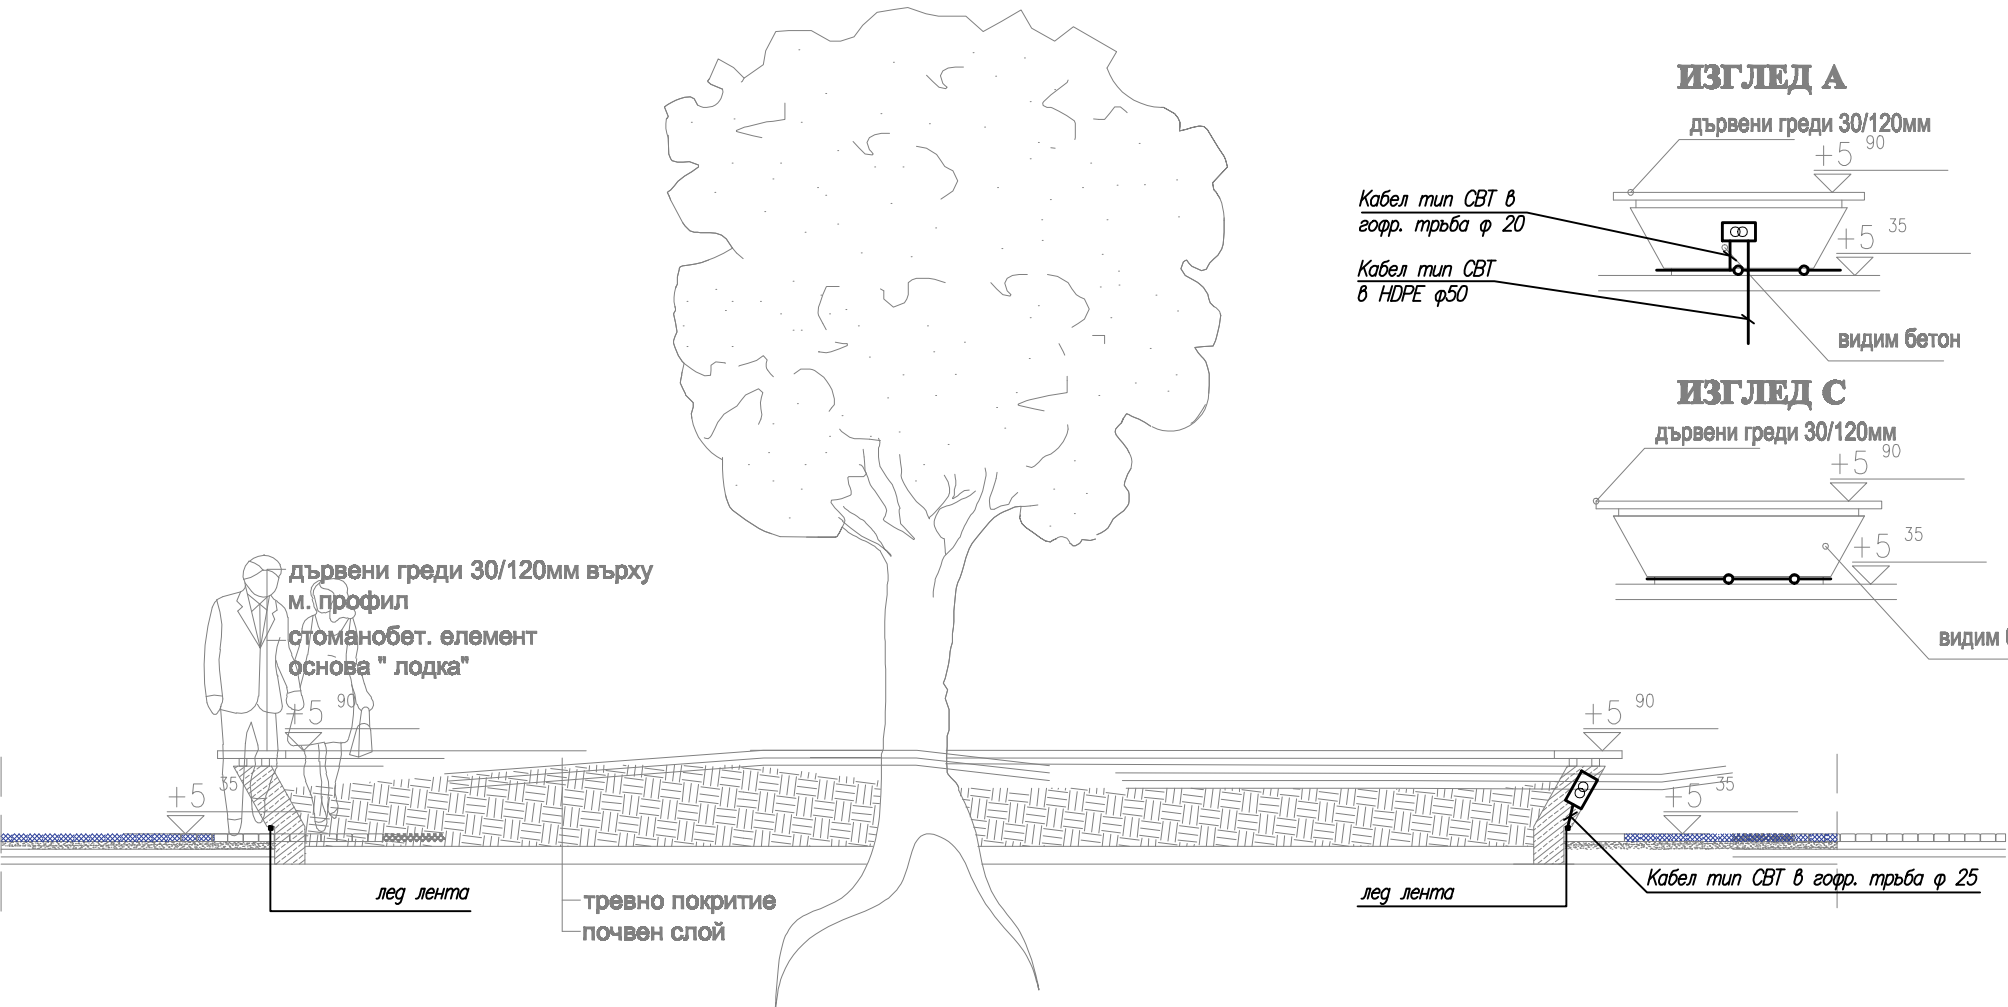 ИЗГЛЕД А
дървени греди 30/120мм
+5 90
Кабел тип СВТ в
гофр. тръба φ 20
+5 35
Кабел тип СВТ
в HDPE φ50
видим бетон
ИЗГЛЕД С
дървени греди 30/120мм
+5 90
+5 35
видим
дървени греди 30/120мм върху
м. профил
стоманобет. елемент
основа " лодка"
+5 90
+5 90
+5 35
+5 35
лед лента
тревно покритие
почвен слой
лед лента
Кабел тип СВТ в гофр. тръба φ 25